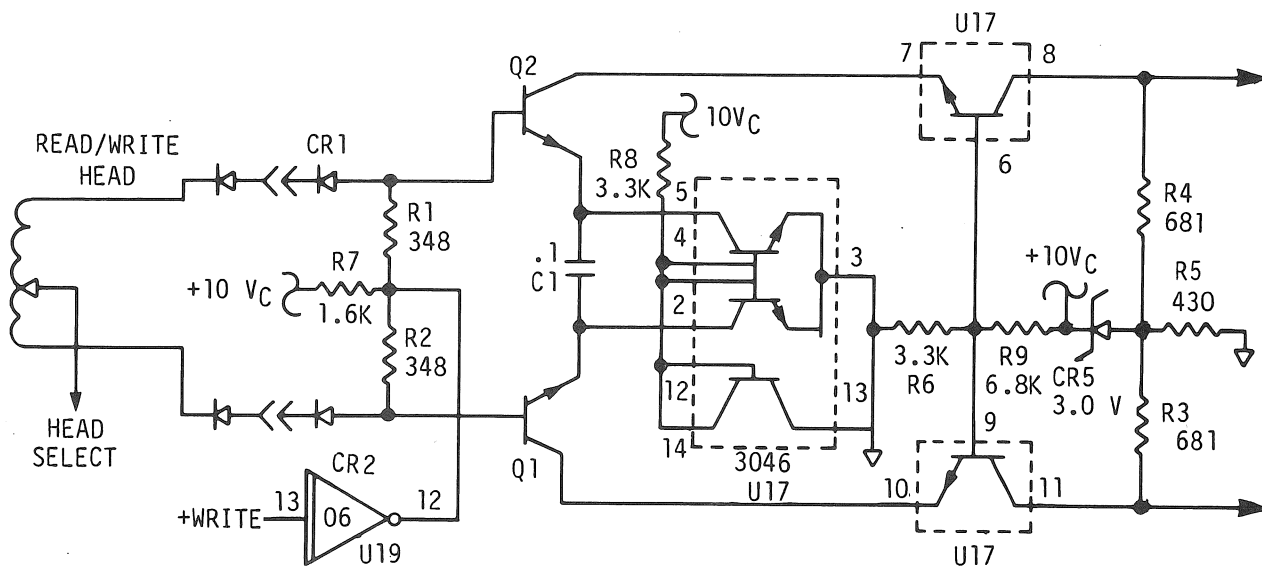 U17
7
8
Q2
10V_C
READ/WRITE
HEAD
CR1
R8
3.3K
5
6
R1
348
R4
681
4
3
+10V_C
R7
+10 V_C
1.6K
.1
C1
R5
430
2
R2
348
3.3K
R6
R9
6.8K
CR5
3.0 V
12
13
R3
681
9
HEAD
SELECT
14
3046
U17
CR2
Q1
10
11
13
12
+WRITE
06
U19
U17